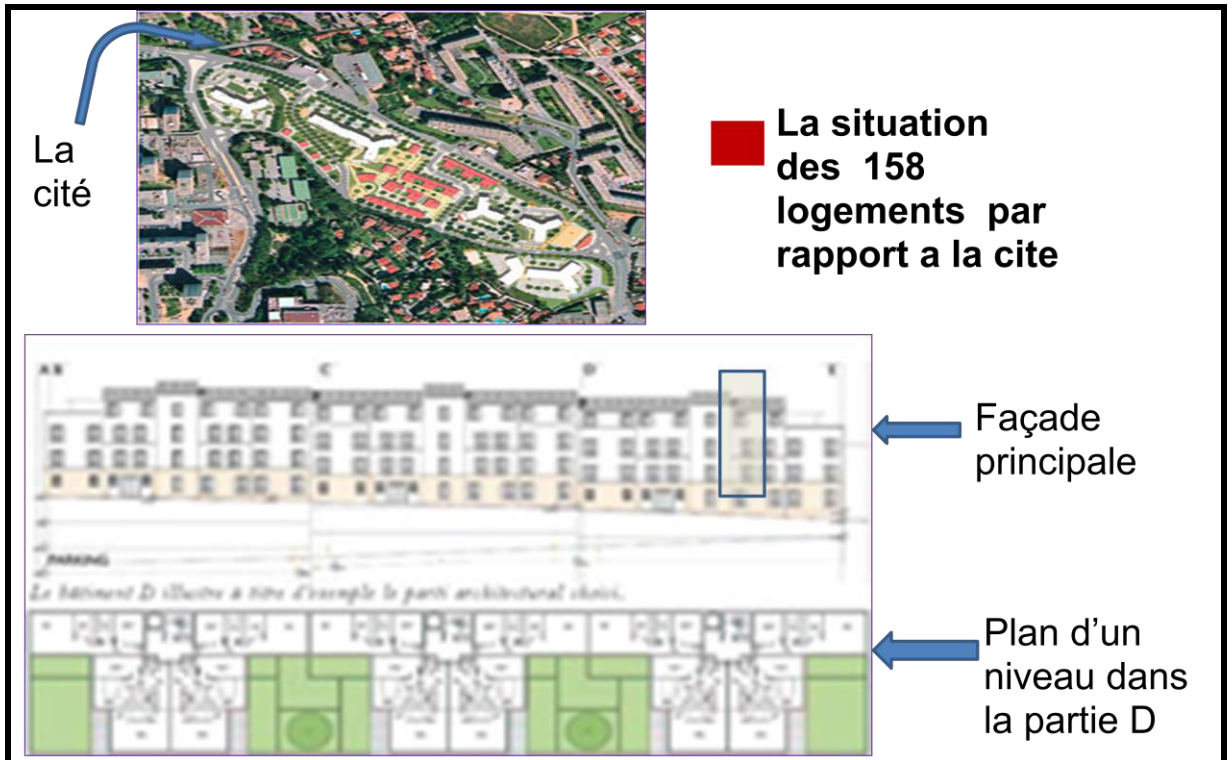 La
cité
La situation
des 158
logements par
rapport a la cite
A B
C
D
E
Façade
principale
PARKING
Le bâtiment D illustre à titre d'exemple le parti architectural choisi.
Plan d'un
niveau dans
la partie D